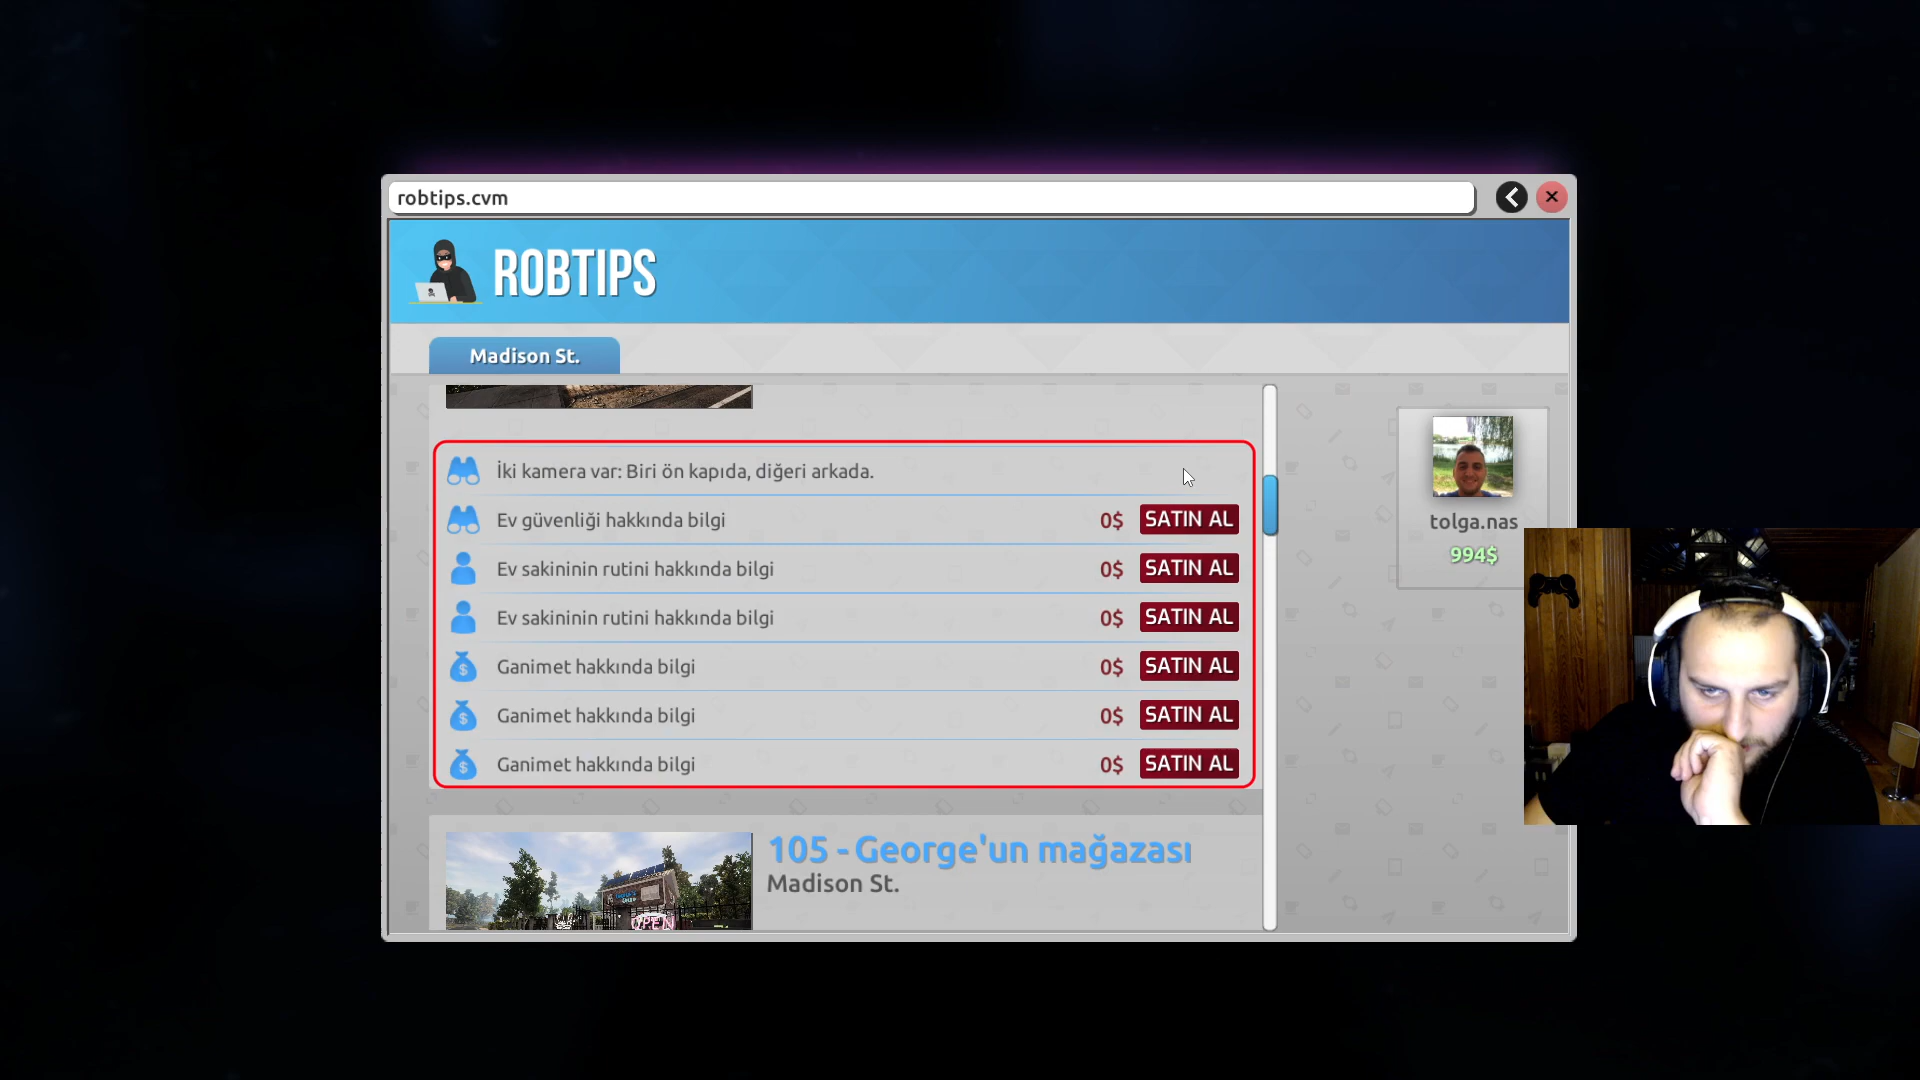 robtips.cvm
ROBTIPS
Madison St.
İki kamera var: Biri ön kapıda, diğeri arkada.
Ev güvenliği hakkında bilgi 0$ SATIN AL
Ev sakininin rutini hakkında bilgi 0$ SATIN AL
Ev sakininin rutini hakkında bilgi 0$ SATIN AL
Ganimet hakkında bilgi 0$ SATIN AL
Ganimet hakkında bilgi 0$ SATIN AL
Ganimet hakkında bilgi 0$ SATIN AL
tolga.nas
994$
105 - George'un mağazası
Madison St.
OPEN